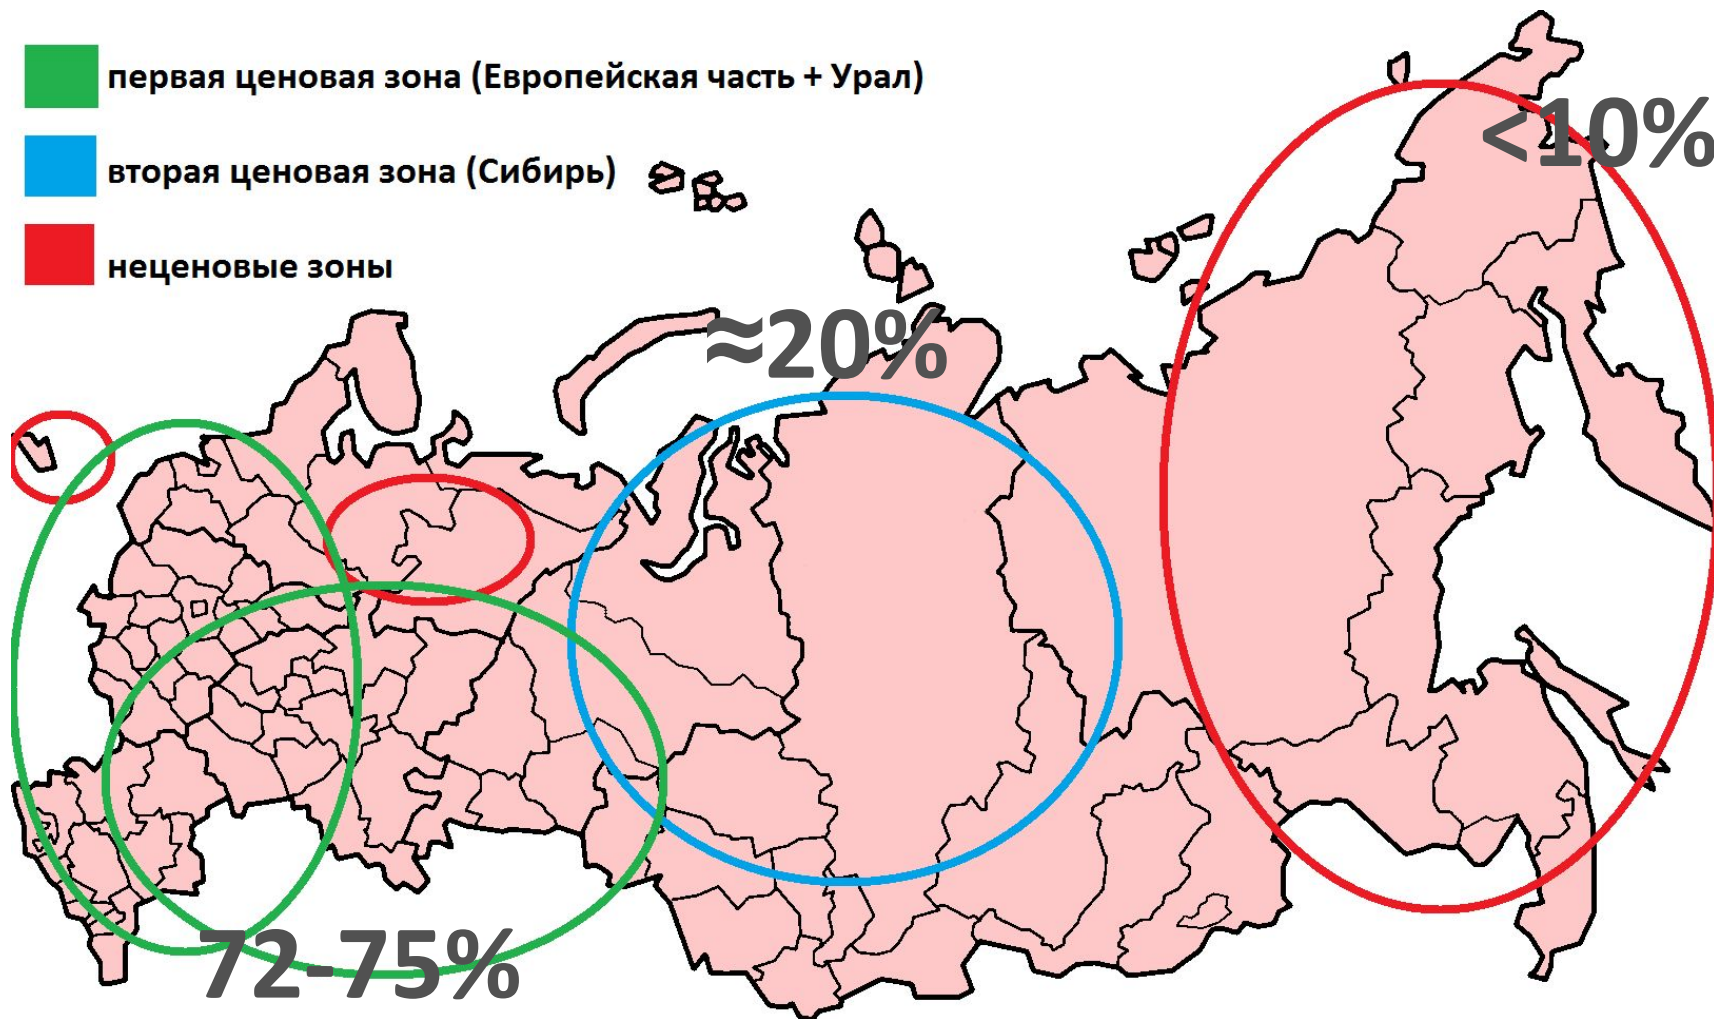 первая ценовая зона (Европейская часть + Урал)
вторая ценовая зона (Сибирь)
неценовые зоны
<10%
≈20%
72-75%